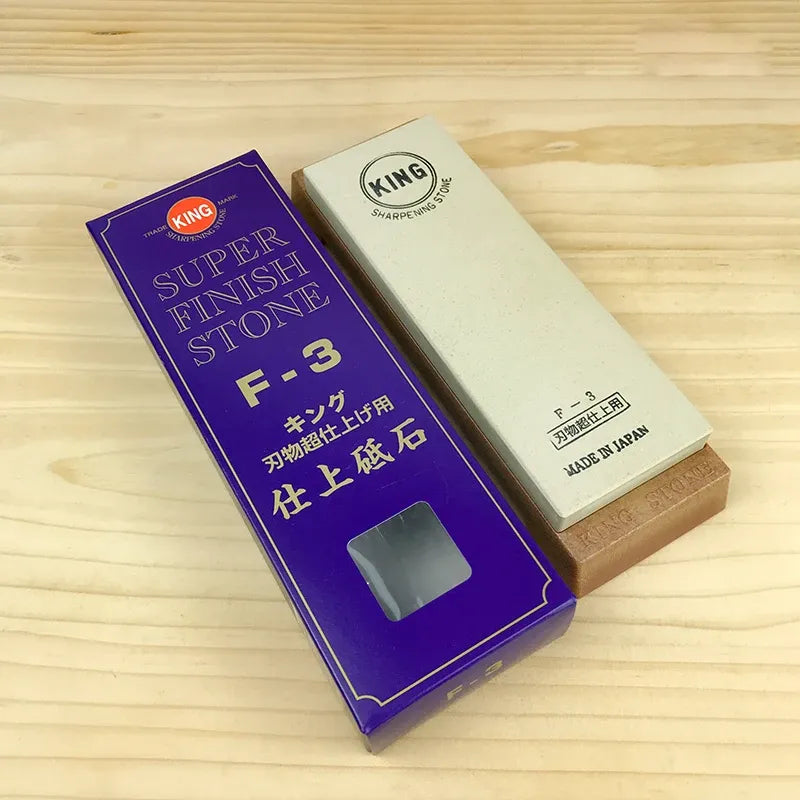 TRADE MARK
KING
SHARPENING STONE
SUPER
FINISH
STONE
F-3
キング
刃物超仕上げ用
仕上砥石
F-3
KING
SHARPENING STONE
F-3
刃物超仕上用
MADE IN JAPAN
KING STONE